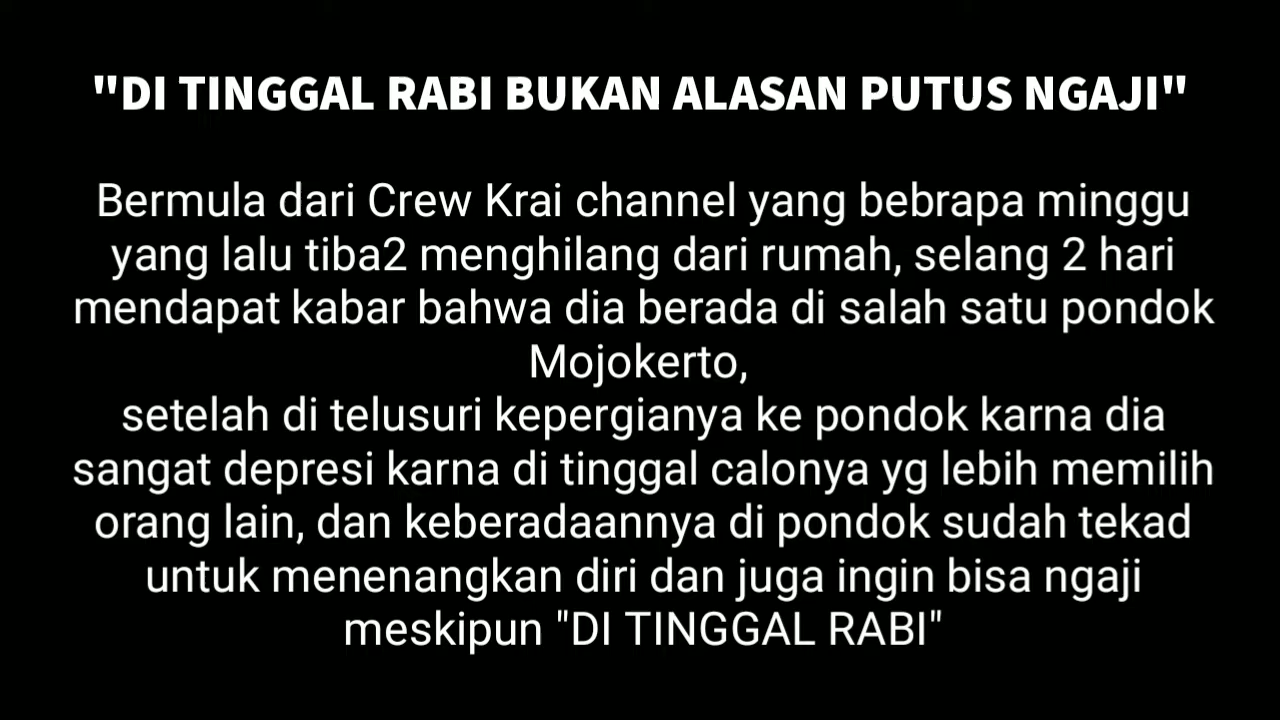 "DI TINGGAL RABI BUKAN ALASAN PUTUS NGAJI"
Bermula dari Crew Krai channel yang bebrapa minggu
yang lalu tiba2 menghilang dari rumah, selang 2 hari
mendapat kabar bahwa dia berada di salah satu pondok
Mojokerto,
setelah di telusuri kepergianya ke pondok karna dia
sangat depresi karna di tinggal calonya yg lebih memilih
orang lain, dan keberadaannya di pondok sudah tekad
untuk menenangkan diri dan juga ingin bisa ngaji
meskipun "DI TINGGAL RABI"